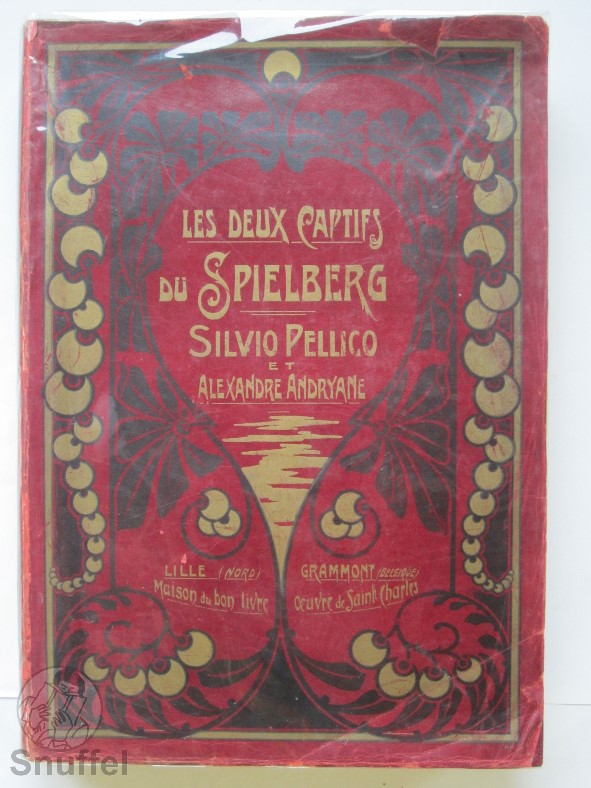 LES DEUX CAPTIFS
DÜ SPIELBERG
SILVIO PELLICO
ET
ALEXANDRE ANDRYANE
LILLE (NORD)
Maison du bon livre
GRAMMONT (BELGIQUE)
Oeuvre de Saint Charles
Snuffel